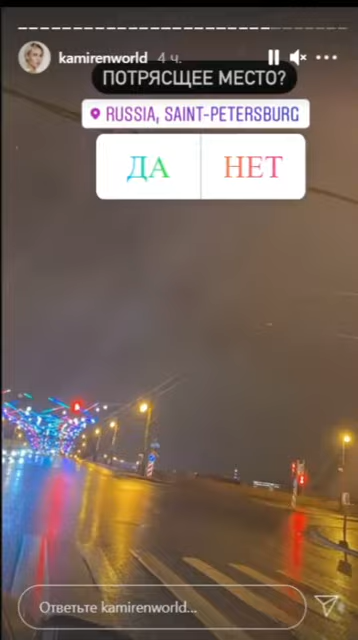 kamirenworld 4 ч.
ПОТРЯСЩЕЕ МЕСТО?
RUSSIA, SAINT-PETERSBURG
ДА НЕТ
Ответьте kamirenworld...